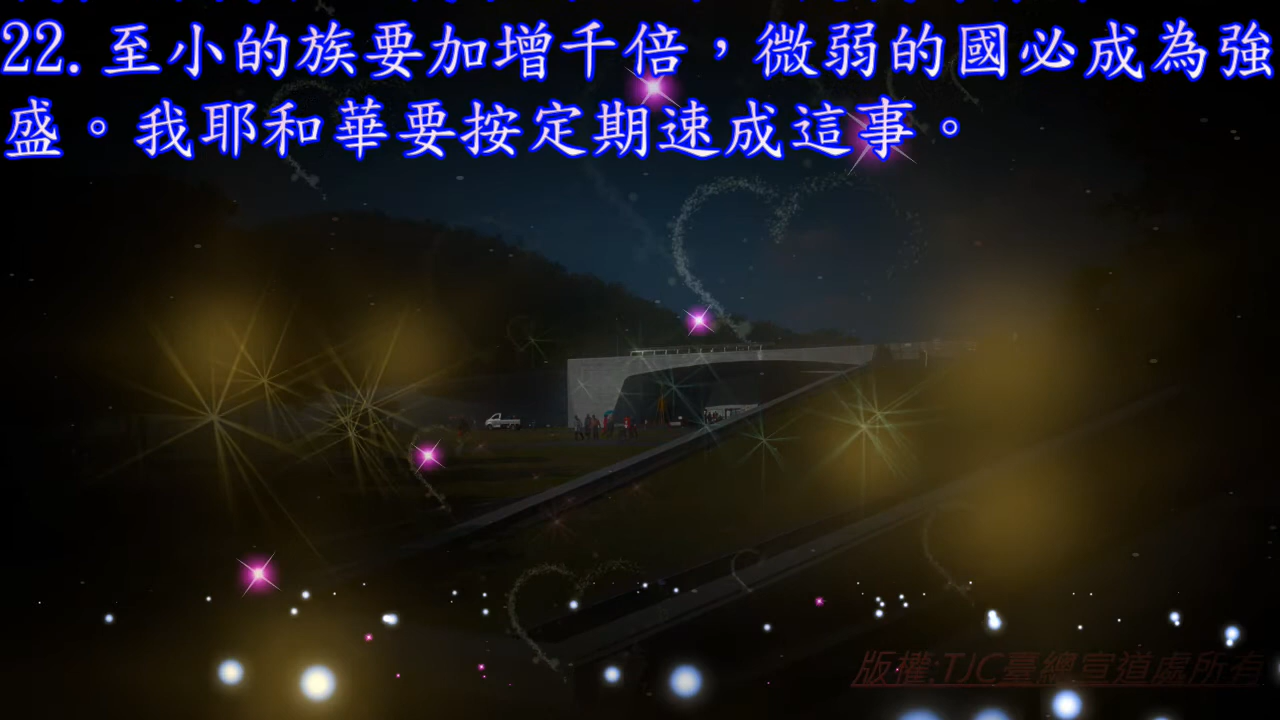 22.至小的族要加增千倍，微弱的國必成為強
盛。我耶和華要按定期速成這事。
版權:TJC臺總宣道處所有